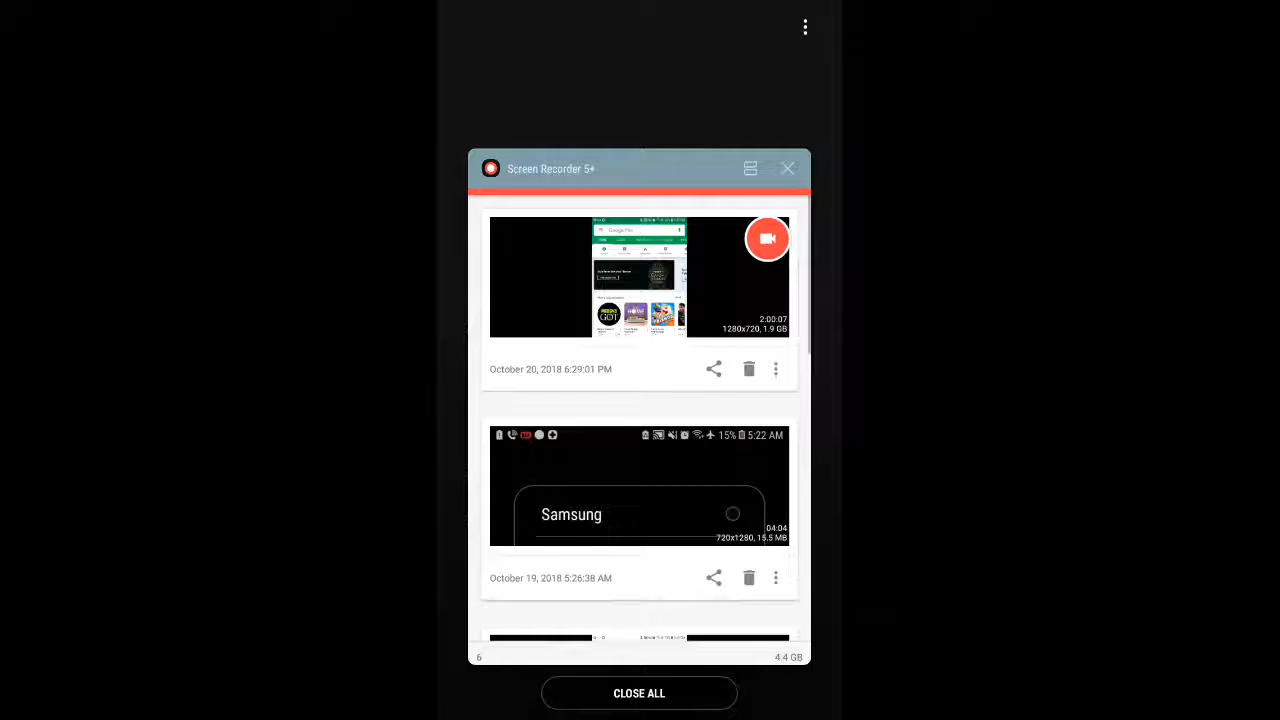 Screen Recorder 5+
Google Play
2:00:07
1280x720, 1.9 GB
October 20, 2018 6:29:01 PM
15% 5:22 AM
Samsung
04:04
720x1280, 15.5 MB
October 19, 2018 5:26:38 AM
6
4.4 GB
CLOSE ALL